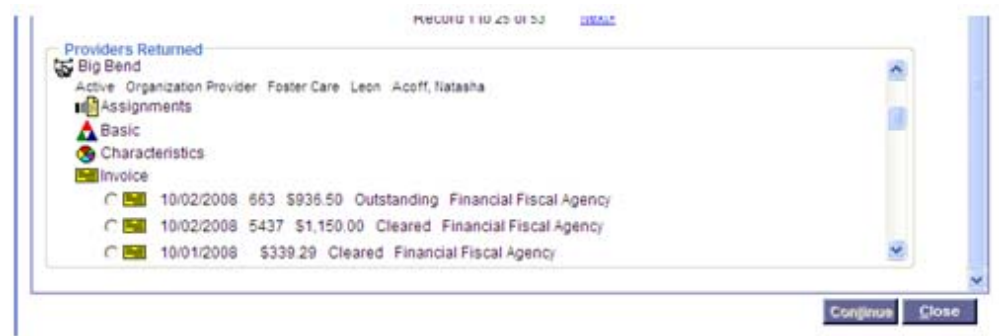 Record 1 to 25 of 53 Next
Providers Returned
Big Bend
Active Organization Provider Foster Care Leon Acoff, Natasha
Assignments
Basic
Characteristics
Invoice
10/02/2008 663 $936.50 Outstanding Financial Fiscal Agency
10/02/2008 5437 $1,150.00 Cleared Financial Fiscal Agency
10/01/2008 $339.29 Cleared Financial Fiscal Agency
Continue Close